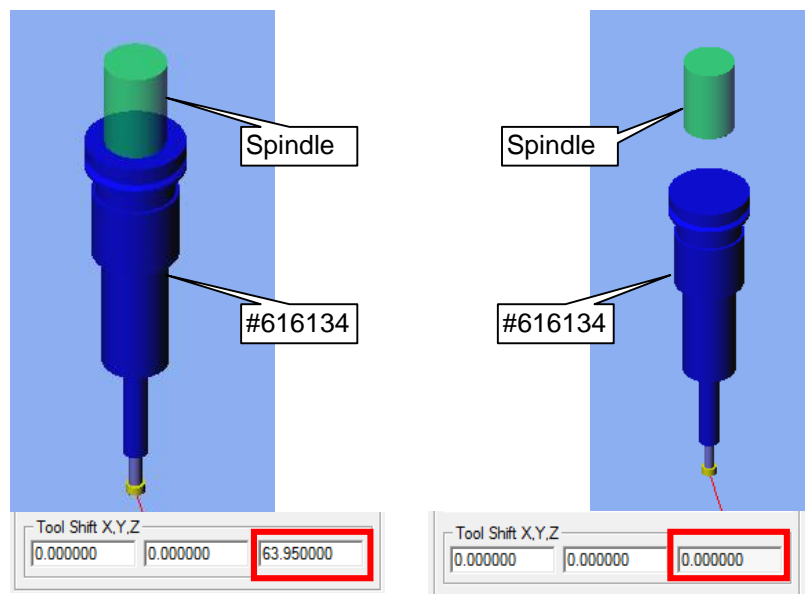 Spindle
#616134
Tool Shift X,Y,Z
0.000000 0.000000 63.950000
Spindle
#616134
Tool Shift X,Y,Z
0.000000 0.000000 0.000000